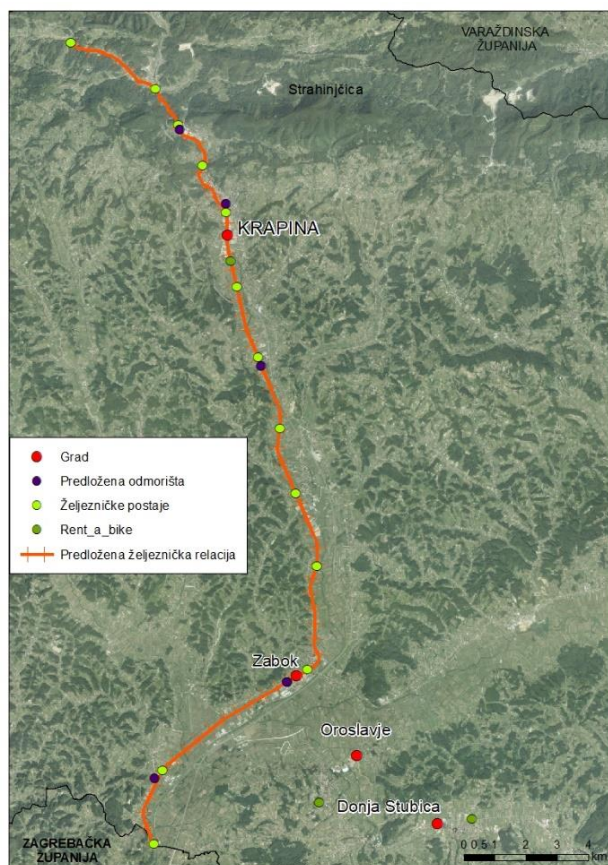 VARAŽDINSKA
ŽUPANIJA
Strahinjčica
KRAPINA
Grad
Predložena odmorišta
Željezničke postaje
Rent_a_bike
Predložena željeznička relacija
Zabok
Oroslavje
Donja Stubica
ZAGREBAČKA
ŽUPANIJA
0 0,5 1 2 3 4
km